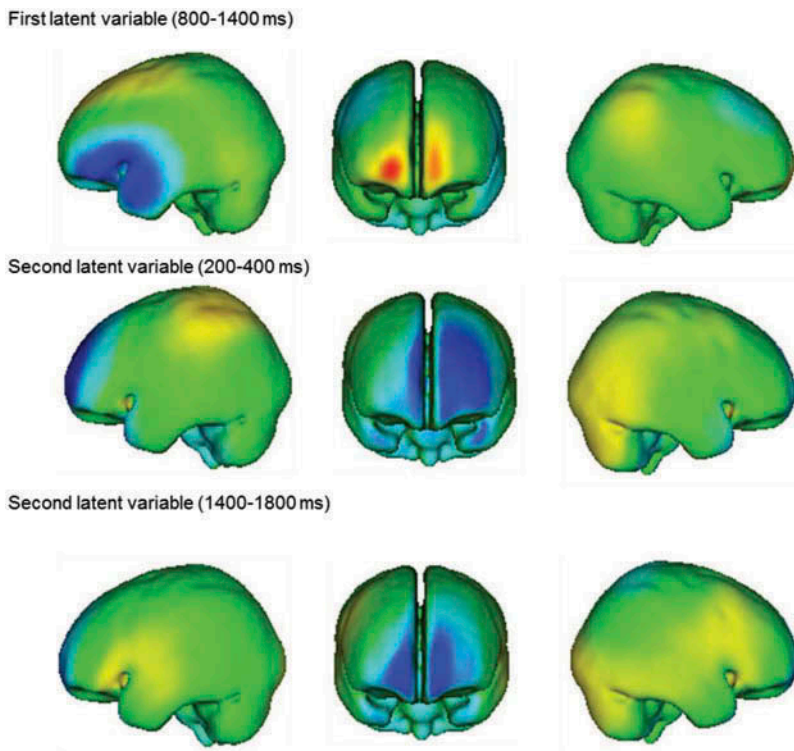 First latent variable (800-1400 ms)
Second latent variable (200-400 ms)
Second latent variable (1400-1800 ms)